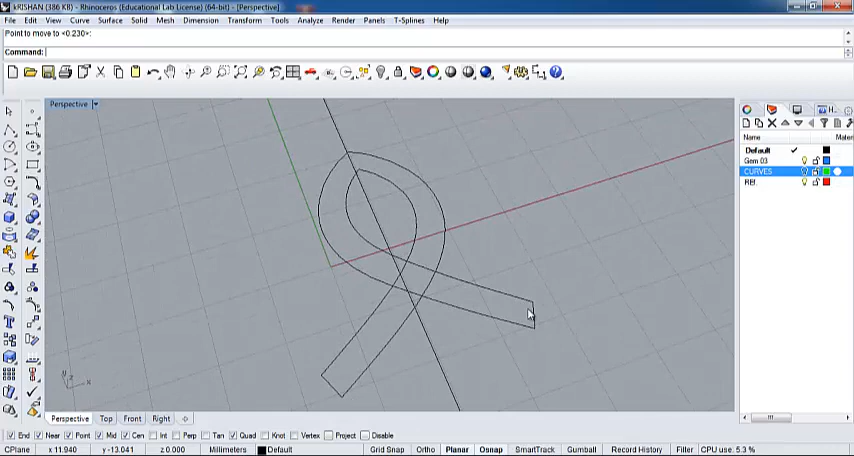 kRISHAN (386 KB) - Rhinoceros (Educational Lab License) (64-bit) - [Perspective]
File Edit View Curve Surface Solid Mesh Dimension Transform Tools Analyze Render Panels T-Splines Help
Point to move to <0.230>:
Command:
Perspective
Name Mater
Default
Gem 03
CURVES
REF.
y z x
Perspective Top Front Right
End Near Point Mid Cen Int Perp Tan Quad Knot Vertex Project Disable
CPlane x 11.940 y -13.041 z 0.000 Millimeters Default Grid Snap Ortho Planar Osnap SmartTrack Gumball Record History Filter CPU use: 5.3 %